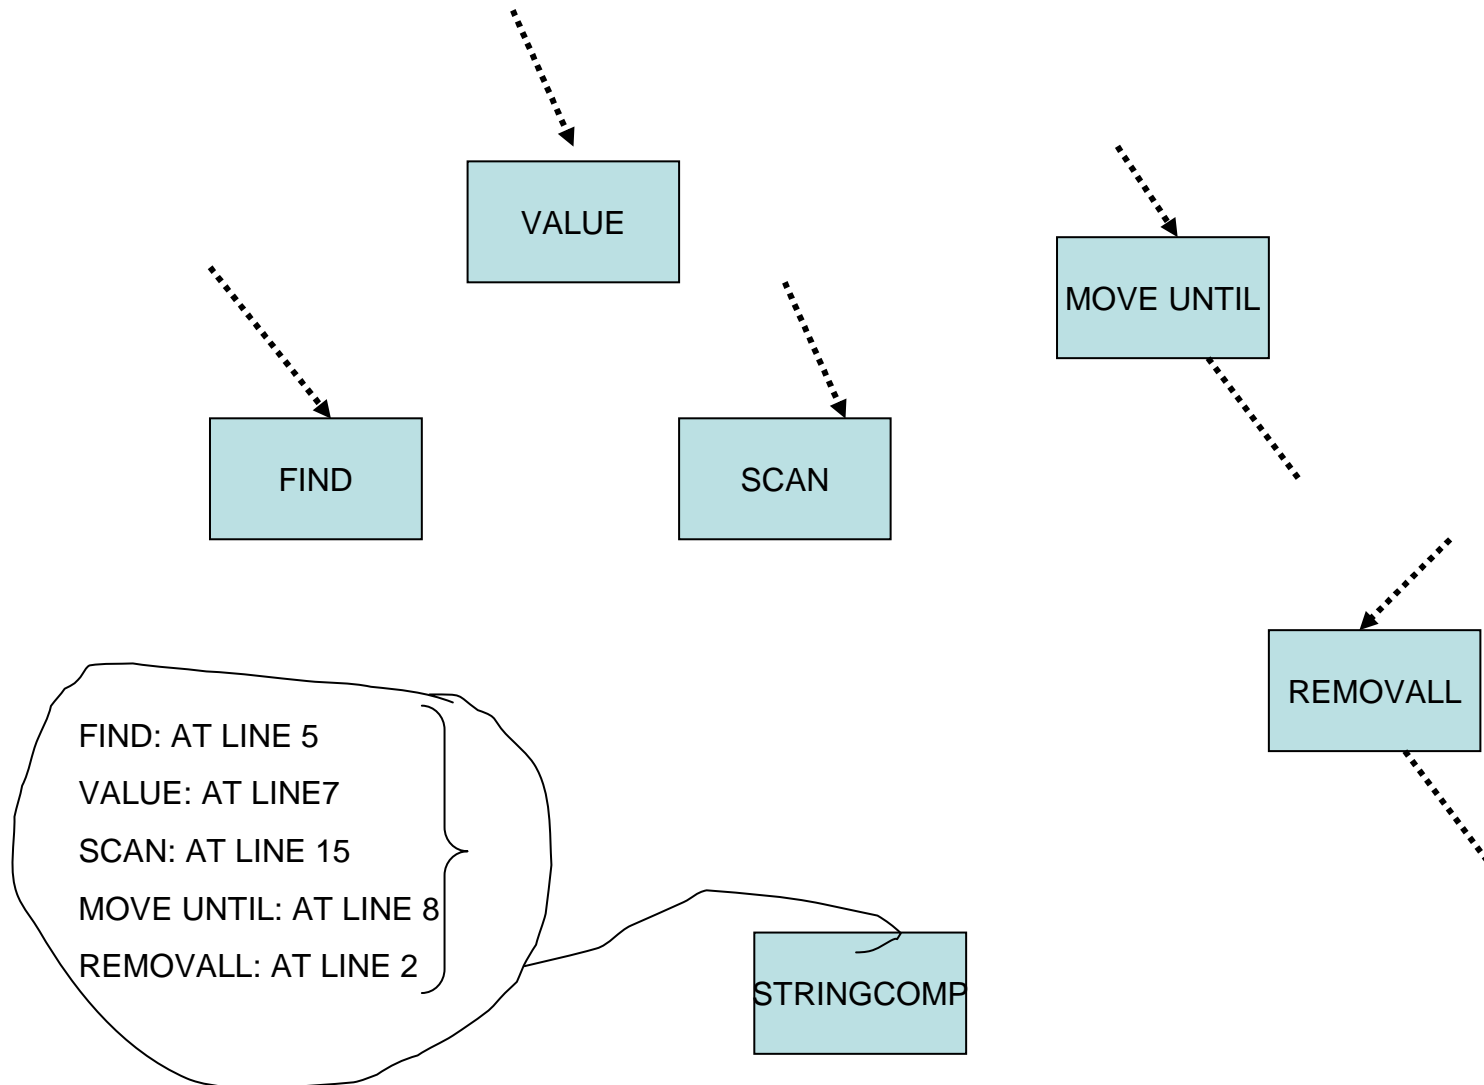 VALUE
MOVE UNTIL
FIND
SCAN
REMOVALL
FIND: AT LINE 5
VALUE: AT LINE7
SCAN: AT LINE 15
MOVE UNTIL: AT LINE 8
REMOVALL: AT LINE 2
STRINGCOMP